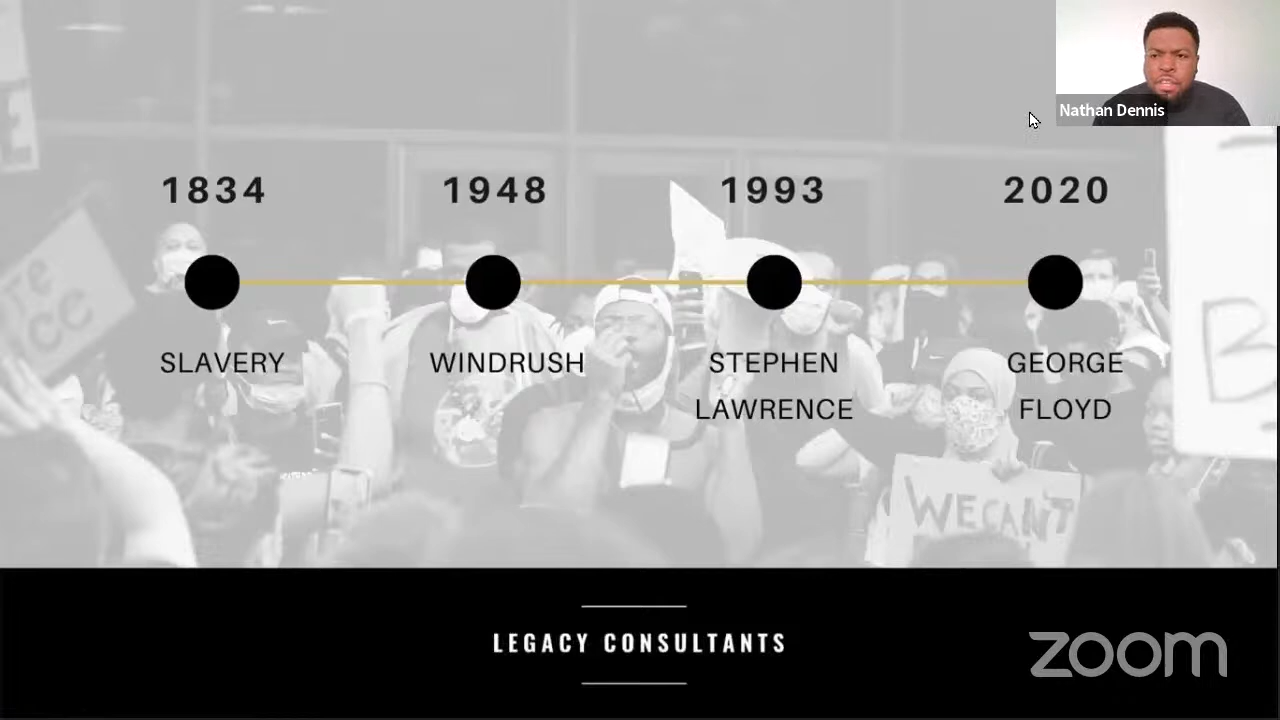 Nathan Dennis
1834 1948 1993 2020
SLAVERY WINDRUSH STEPHEN GEORGE
LAWRENCE FLOYD
WE CAN'T
LEGACY CONSULTANTS
zoom